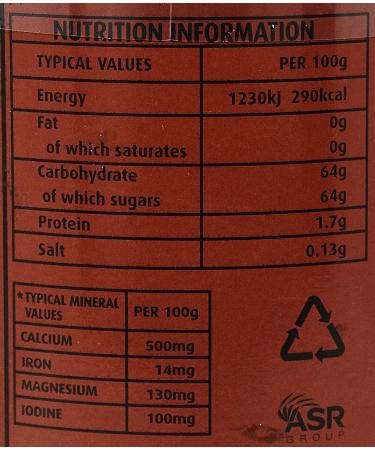 NUTRITION INFORMATION
TYPICAL VALUES PER 100g
Energy 1230kJ 290kcal
Fat 0g
of which saturates 0g
Carbohydrate 64g
of which sugars 64g
Protein 1.7g
Salt 0.13g
*TYPICAL MINERAL VALUES PER 100g
CALCIUM 500mg
IRON 14mg
MAGNESIUM 130mg
IODINE 100mg
ASR
GROUP